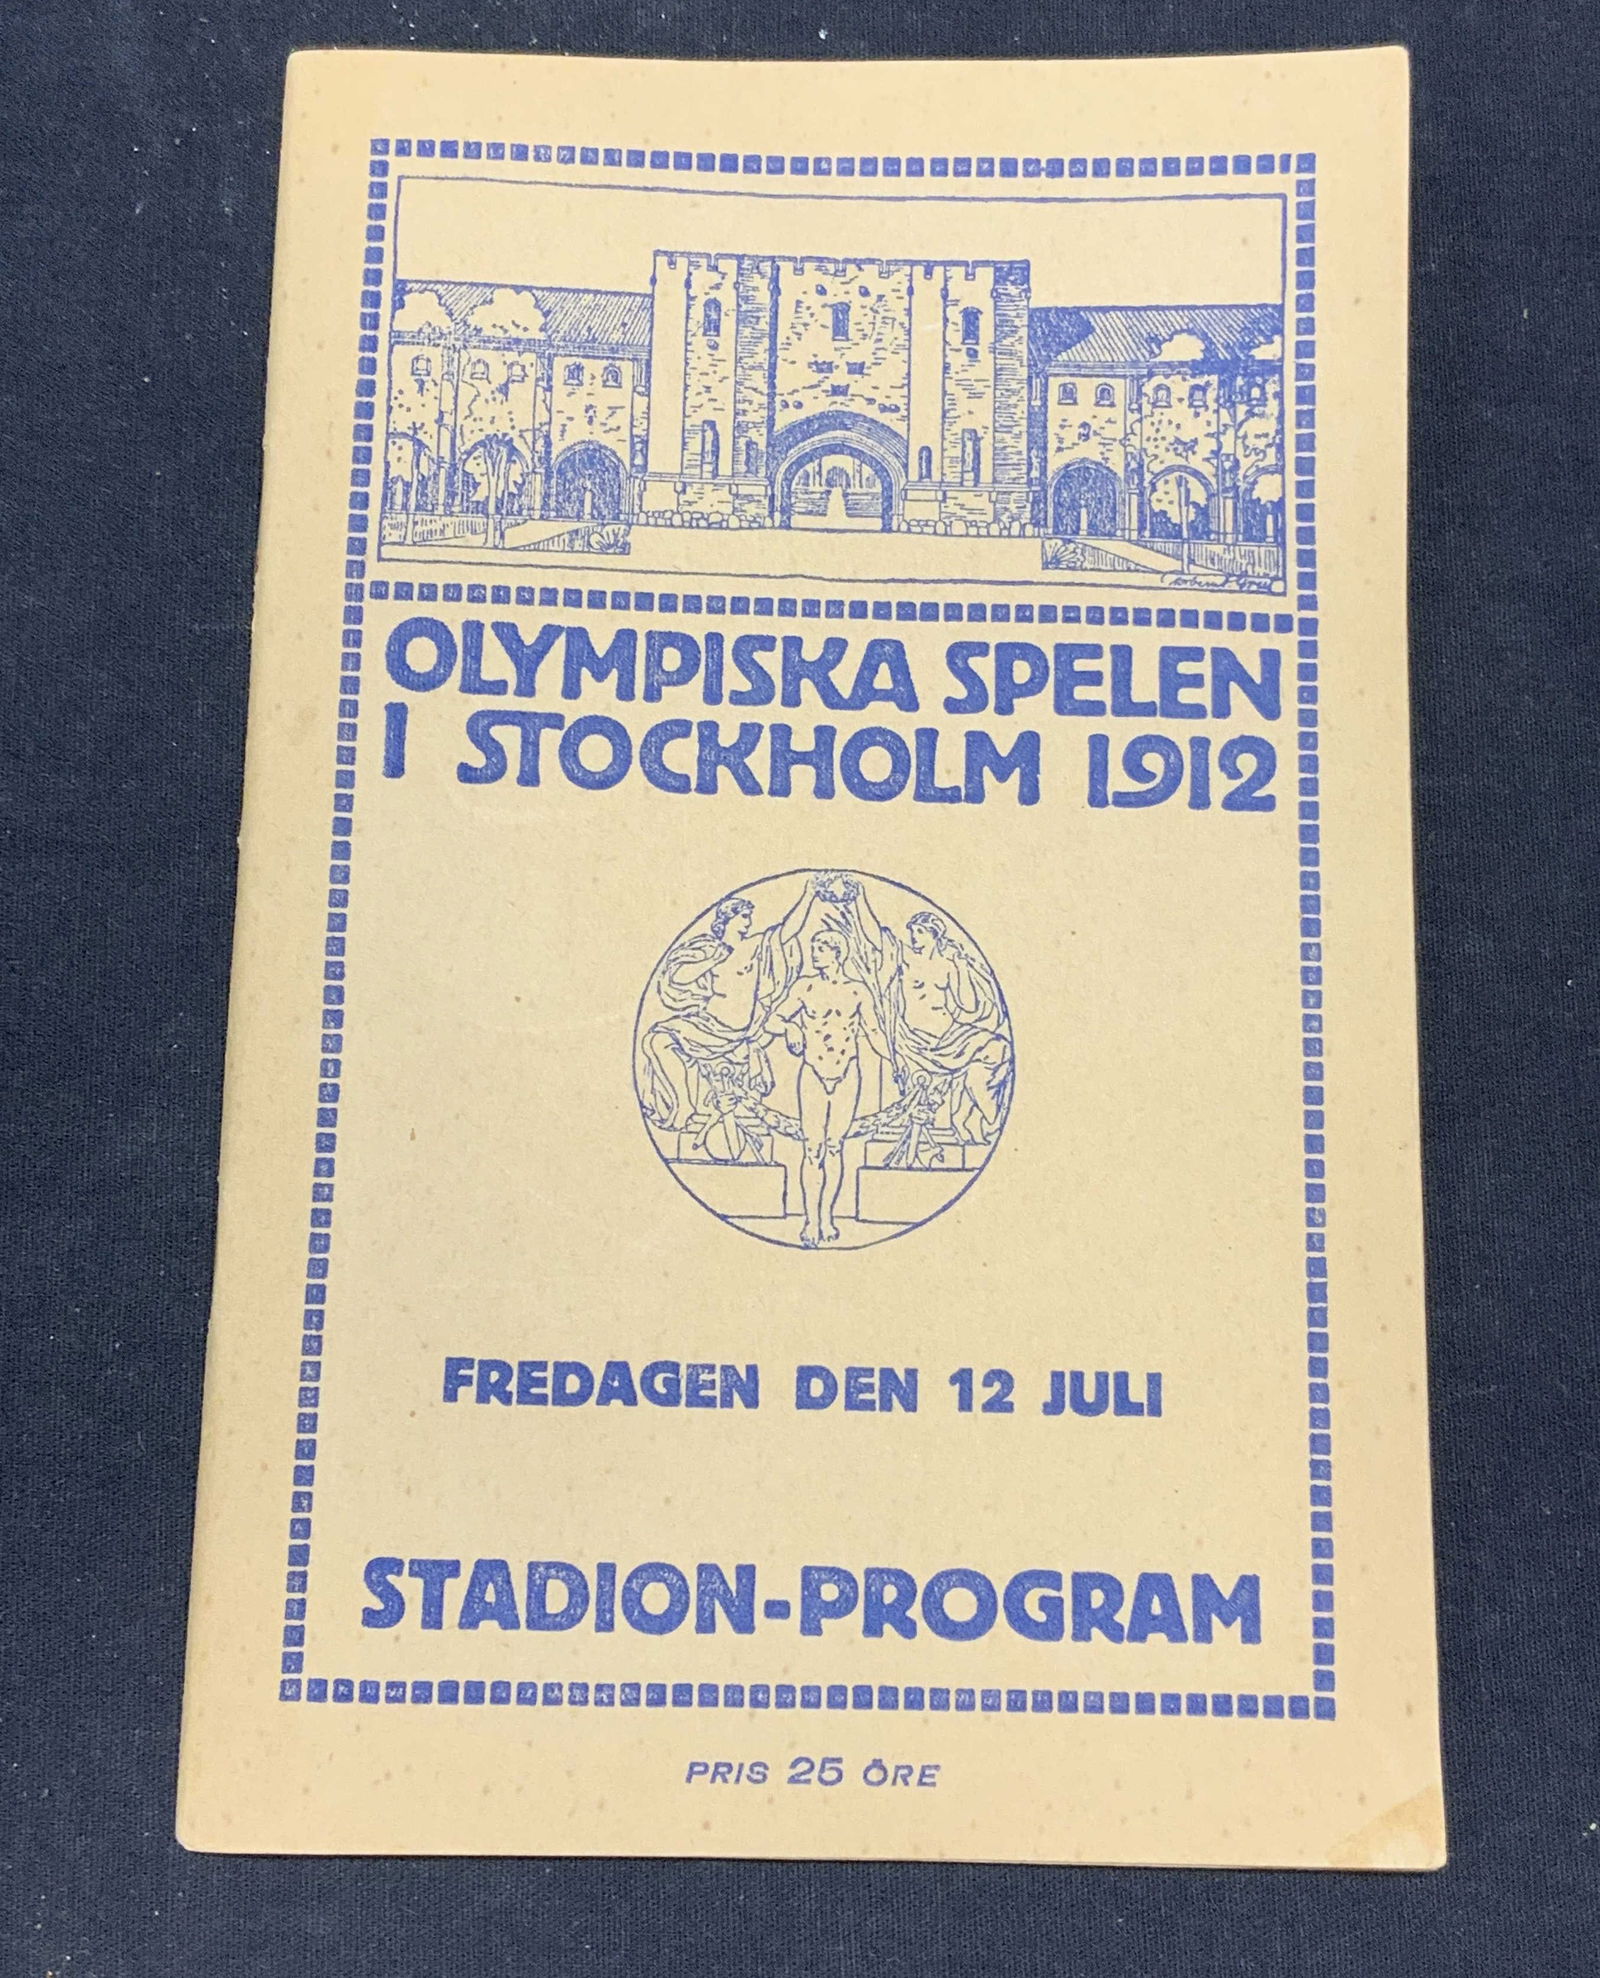 OLYMPISKA SPELEN
I STOCKHOLM 1912
FREDAGEN DEN 12 JULI
STADION-PROGRAM
PRIS 25 ÖRE